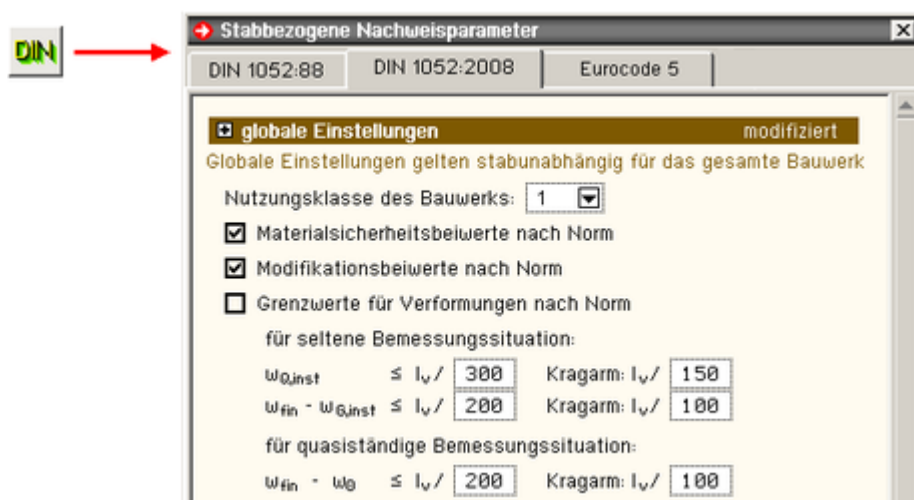 DIN
Stabbezogene Nachweisparameter
DIN 1052:88 DIN 1052:2008 Eurocode 5
globale Einstellungen modifiziert
Globale Einstellungen gelten stabunabhängig für das gesamte Bauwerk
Nutzungsklasse des Bauwerks: 1
Materialsicherheitsbeiwerte nach Norm
Modifikationsbeiwerte nach Norm
Grenzwerte für Verformungen nach Norm
für seltene Bemessungssituation:
wQ,inst ≤ lv/ 300 Kragarm: lv/ 150
wfin - wG,inst ≤ lv/ 200 Kragarm: lv/ 100
für quasiständige Bemessungssituation:
wfin - w0 ≤ lv/ 200 Kragarm: lv/ 100